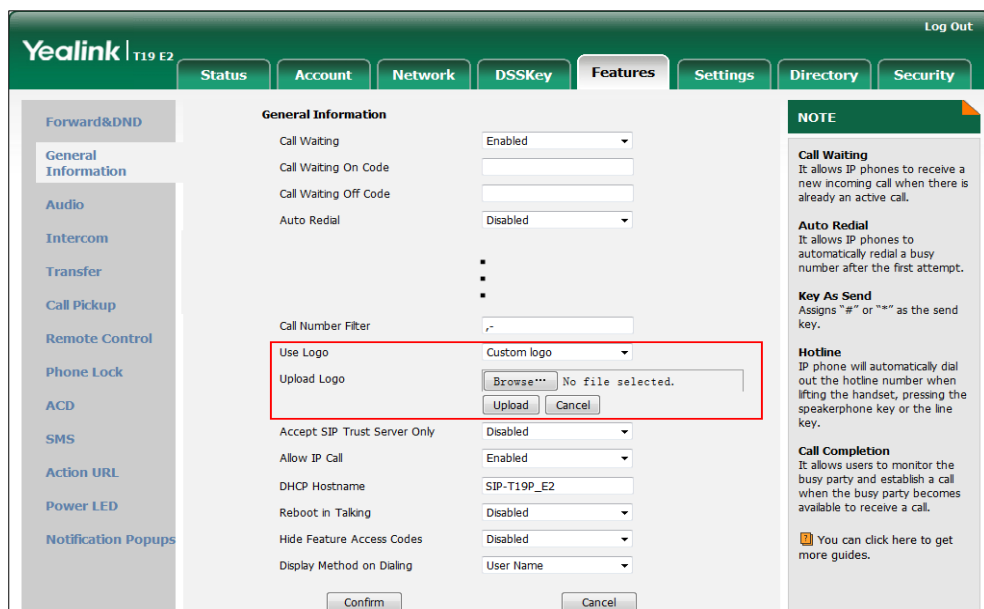 Log Out
Yealink T19 E2
Status Account Network DSSKey Features Settings Directory Security
Forward&DND
General
Information
Audio
Intercom
Transfer
Call Pickup
Remote Control
Phone Lock
ACD
SMS
Action URL
Power LED
Notification Popups
General Information
Call Waiting Enabled
Call Waiting On Code
Call Waiting Off Code
Auto Redial Disabled
Call Number Filter ,-
Use Logo Custom logo
Upload Logo Browse... No file selected.
Upload Cancel
Accept SIP Trust Server Only Disabled
Allow IP Call Enabled
DHCP Hostname SIP-T19P_E2
Reboot in Talking Disabled
Hide Feature Access Codes Disabled
Display Method on Dialing User Name
Confirm Cancel
NOTE
Call Waiting
It allows IP phones to receive a
new incoming call when there is
already an active call.
Auto Redial
It allows IP phones to
automatically redial a busy
number after the first attempt.
Key As Send
Assigns "#" or "*" as the send
key.
Hotline
IP phone will automatically dial
out the hotline number when
lifting the handset, pressing the
speakerphone key or the line
key.
Call Completion
It allows users to monitor the
busy party and establish a call
when the busy party becomes
available to receive a call.
? You can click here to get
more guides.